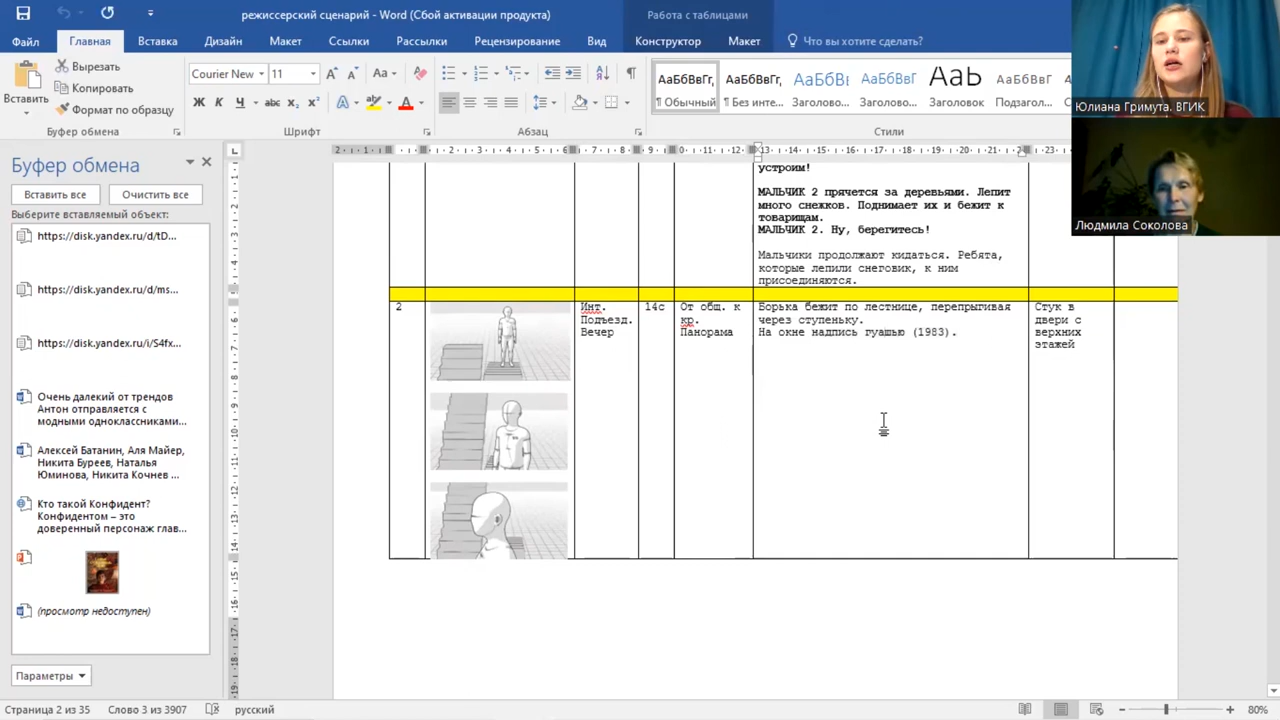 режиссерский сценарий - Word (Сбой активации продукта)
Работа с таблицами
Файл
Главная
Вставка
Дизайн
Макет
Ссылки
Рассылки
Рецензирование
Вид
Конструктор
Макет
Что вы хотите сделать?
Вставить
Вырезать
Копировать
Формат по образцу
Буфер обмена
Courier New
11
Aa
Ж К Ч abc x₂ x²
Шрифт
Абзац
АаБбВвГг,
¶ Обычный
АаБбВвГг,
¶ Без инте...
АаБбВı
Заголово...
АаБбВвГ
Заголово...
АаЬ
Заголовок
АаБбВвГг
Подзагол...
Стили
Юлиана Гримута. ВГИК
Людмила Соколова
Буфер обмена
Вставить все
Очистить все
Выберите вставляемый объект:
https://disk.yandex.ru/d/tD...
https://disk.yandex.ru/d/ms...
https://disk.yandex.ru/i/S4fx...
Очень далекий от трендов
Антон отправляется с
модными одноклассниками...
Алексей Батанин, Аля Майер,
Никита Буреев, Наталья
Юминова, Никита Кочнев ...
Кто такой Конфидент?
Конфидентом – это
доверенный персонаж глав...
(просмотр недоступен)
Параметры
устроим!
МАЛЬЧИК 2 прячется за деревьями. Лепит
много снежков. Поднимает их и бежит к
товарищам.
МАЛЬЧИК 2. Ну, берегитесь!
Мальчики продолжают кидаться. Ребята,
которые лепили снеговик, к ним
присоединяются.
2
Инт.
Подъезд.
Вечер
14с
От общ. к
кр.
Панорама
Борька бежит по лестнице, перепрыгивая
через ступеньку.
На окне надпись гуашью (1983).
Стук в
двери с
верхних
этажей
Страница 2 из 35
Слово 3 из 3907
русский
80%